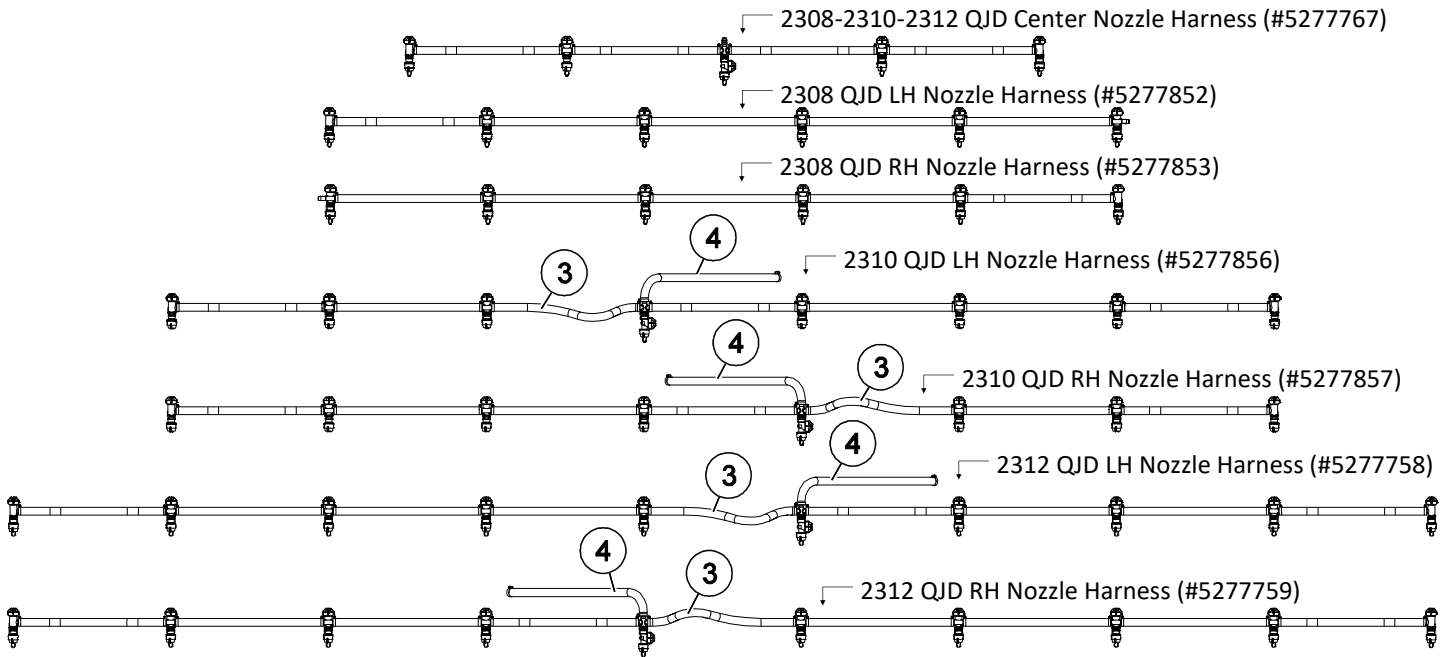 2308-2310-2312 QJD Center Nozzle Harness (#5277767)
2308 QJD LH Nozzle Harness (#5277852)
2308 QJD RH Nozzle Harness (#5277853)
4
3
2310 QJD LH Nozzle Harness (#5277856)
4
3
2310 QJD RH Nozzle Harness (#5277857)
4
3
2312 QJD LH Nozzle Harness (#5277758)
4
3
2312 QJD RH Nozzle Harness (#5277759)